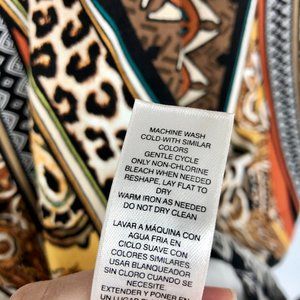 MACHINE WASH
COLD-WITH SIMILAR
COLORS
GENTLE CYCLE
ONLY NON-CHLORINE
BLEACH WHEN NEEDED
RESHAPE, LAY FLAT TO
DRY
WARM IRON AS NEEDED
DO NOT DRY CLEAN
LAVAR A MÁQUINA CON
AGUA FRIA EN
CICLO SUAVE CON
COLORES SIMILARES
USAR BLANQUEADOR
SIN CLORO CUANDO SE
NECESITE
EXTENDER Y PONER EN
UN LUGAR